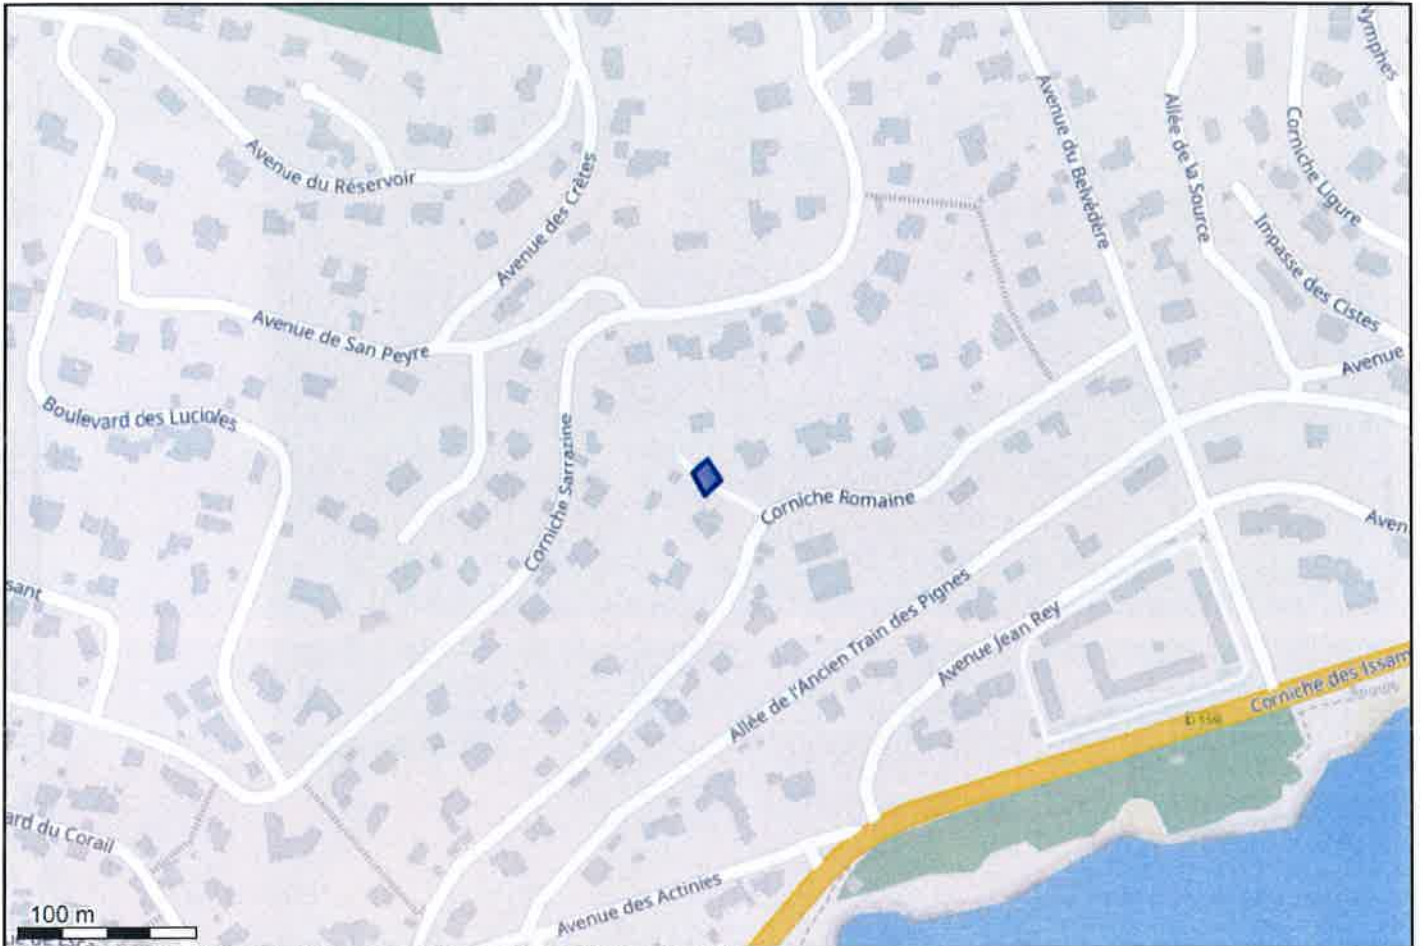 Nymphes
Avenue du Belvédère
Allée de la Source
Corniche Ligure
Avenue du Réservoir
Avenue des Crêtes
Impasse des Cistes
Avenue de San Peyre
Avenue
Boulevard des Lucioles
Corniche Sarrazine
Corniche Romaine
Aven
sant
Allée de l'Ancien Train des Pignes
Avenue Jean Rey
Corniche des Issam
ard du Corail
Avenue des Actinies
100 m